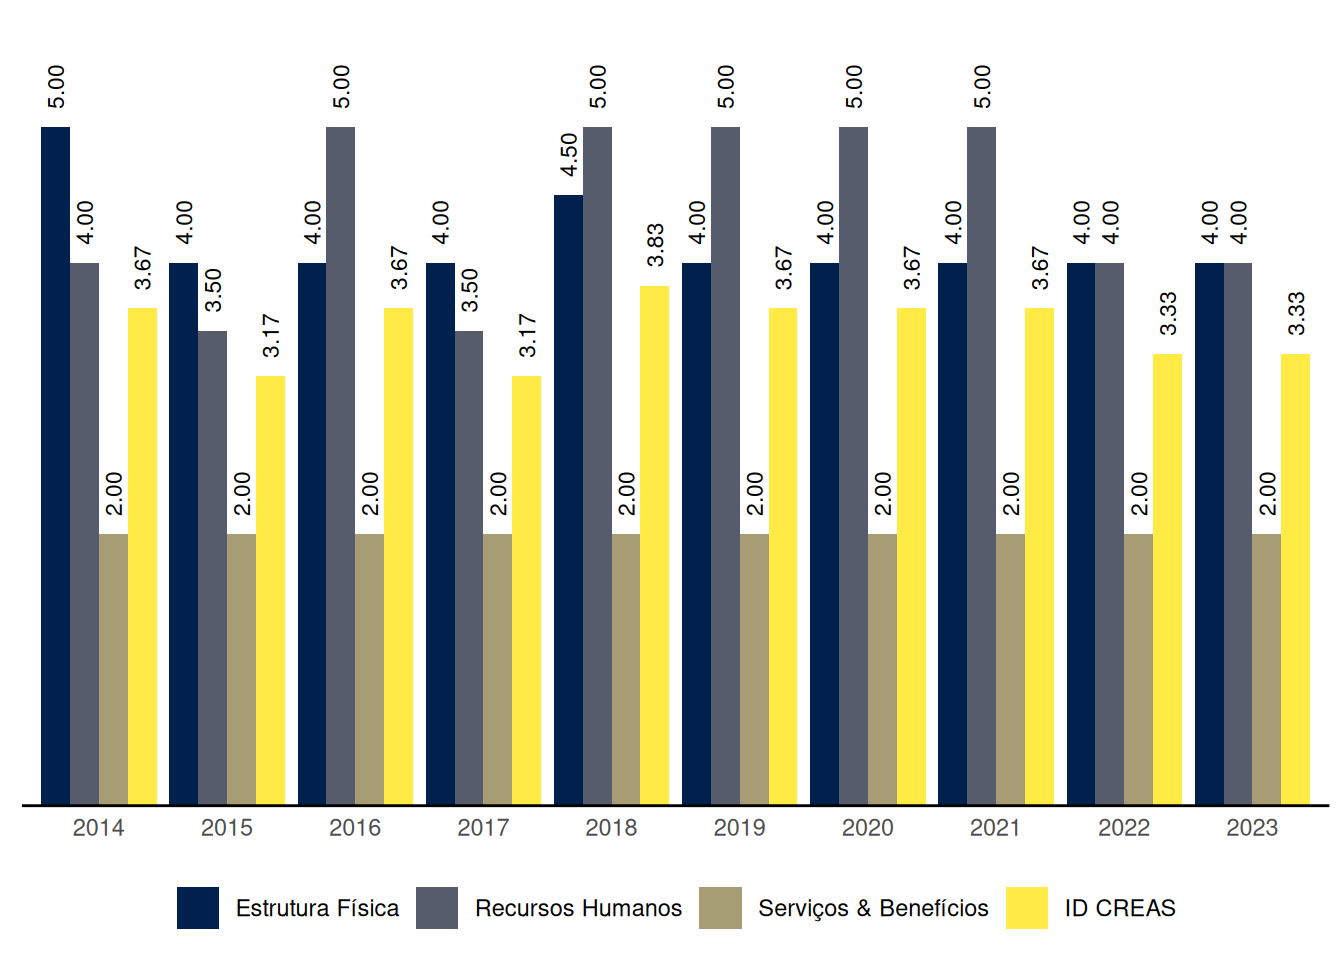 5.00 4.00 2.00 3.67 4.00 3.50 2.00 3.17 4.00 5.00 2.00 3.67 4.00 3.50 2.00 3.17 4.50 5.00 2.00 3.83 4.00 5.00 2.00 3.67 4.00 5.00 2.00 3.67 4.00 5.00 2.00 3.67 4.00 4.00 2.00 3.33 4.00 4.00 2.00 3.33
2014 2015 2016 2017 2018 2019 2020 2021 2022 2023
Estrutura Física Recursos Humanos Serviços & Benefícios ID CREAS